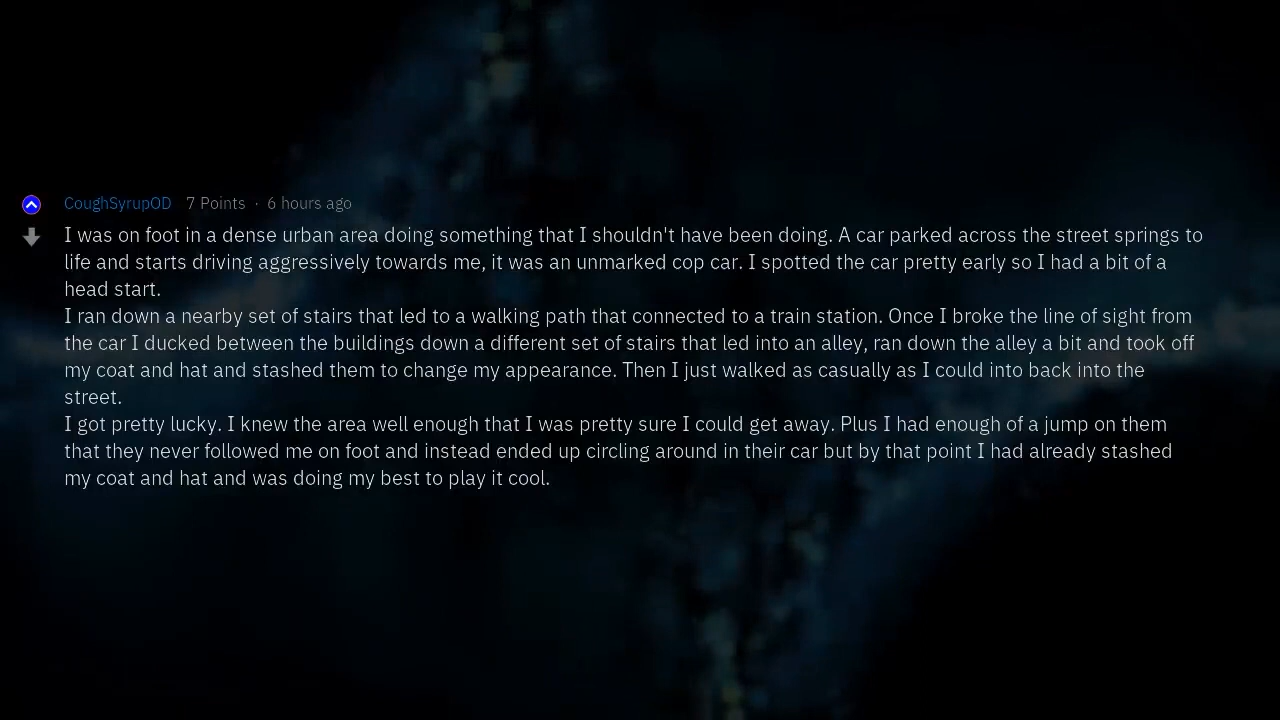 CoughSyrupOD 7 Points · 6 hours ago
I was on foot in a dense urban area doing something that I shouldn't have been doing. A car parked across the street springs to
life and starts driving aggressively towards me, it was an unmarked cop car. I spotted the car pretty early so I had a bit of a
head start.
I ran down a nearby set of stairs that led to a walking path that connected to a train station. Once I broke the line of sight from
the car I ducked between the buildings down a different set of stairs that led into an alley, ran down the alley a bit and took off
my coat and hat and stashed them to change my appearance. Then I just walked as casually as I could into back into the
street.
I got pretty lucky. I knew the area well enough that I was pretty sure I could get away. Plus I had enough of a jump on them
that they never followed me on foot and instead ended up circling around in their car but by that point I had already stashed
my coat and hat and was doing my best to play it cool.